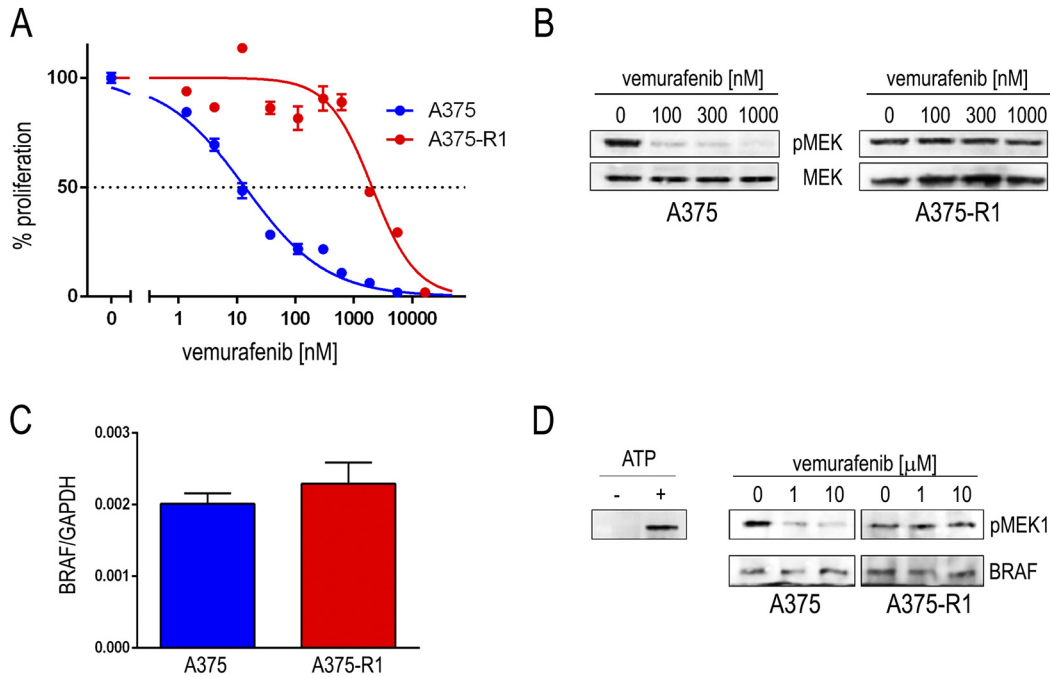 A
% proliferation
100
50
0
0 1 10 100 1000 10000
vemurafenib [nM]
A375
A375-R1
B
vemurafenib [nM] vemurafenib [nM]
0 100 300 1000 0 100 300 1000
pMEK
MEK
A375 A375-R1
C
BRAF/GAPDH
0.003
0.002
0.001
0.000
A375 A375-R1
D
ATP
- +
vemurafenib [µM]
0 1 10 0 1 10
pMEK1
BRAF
A375 A375-R1